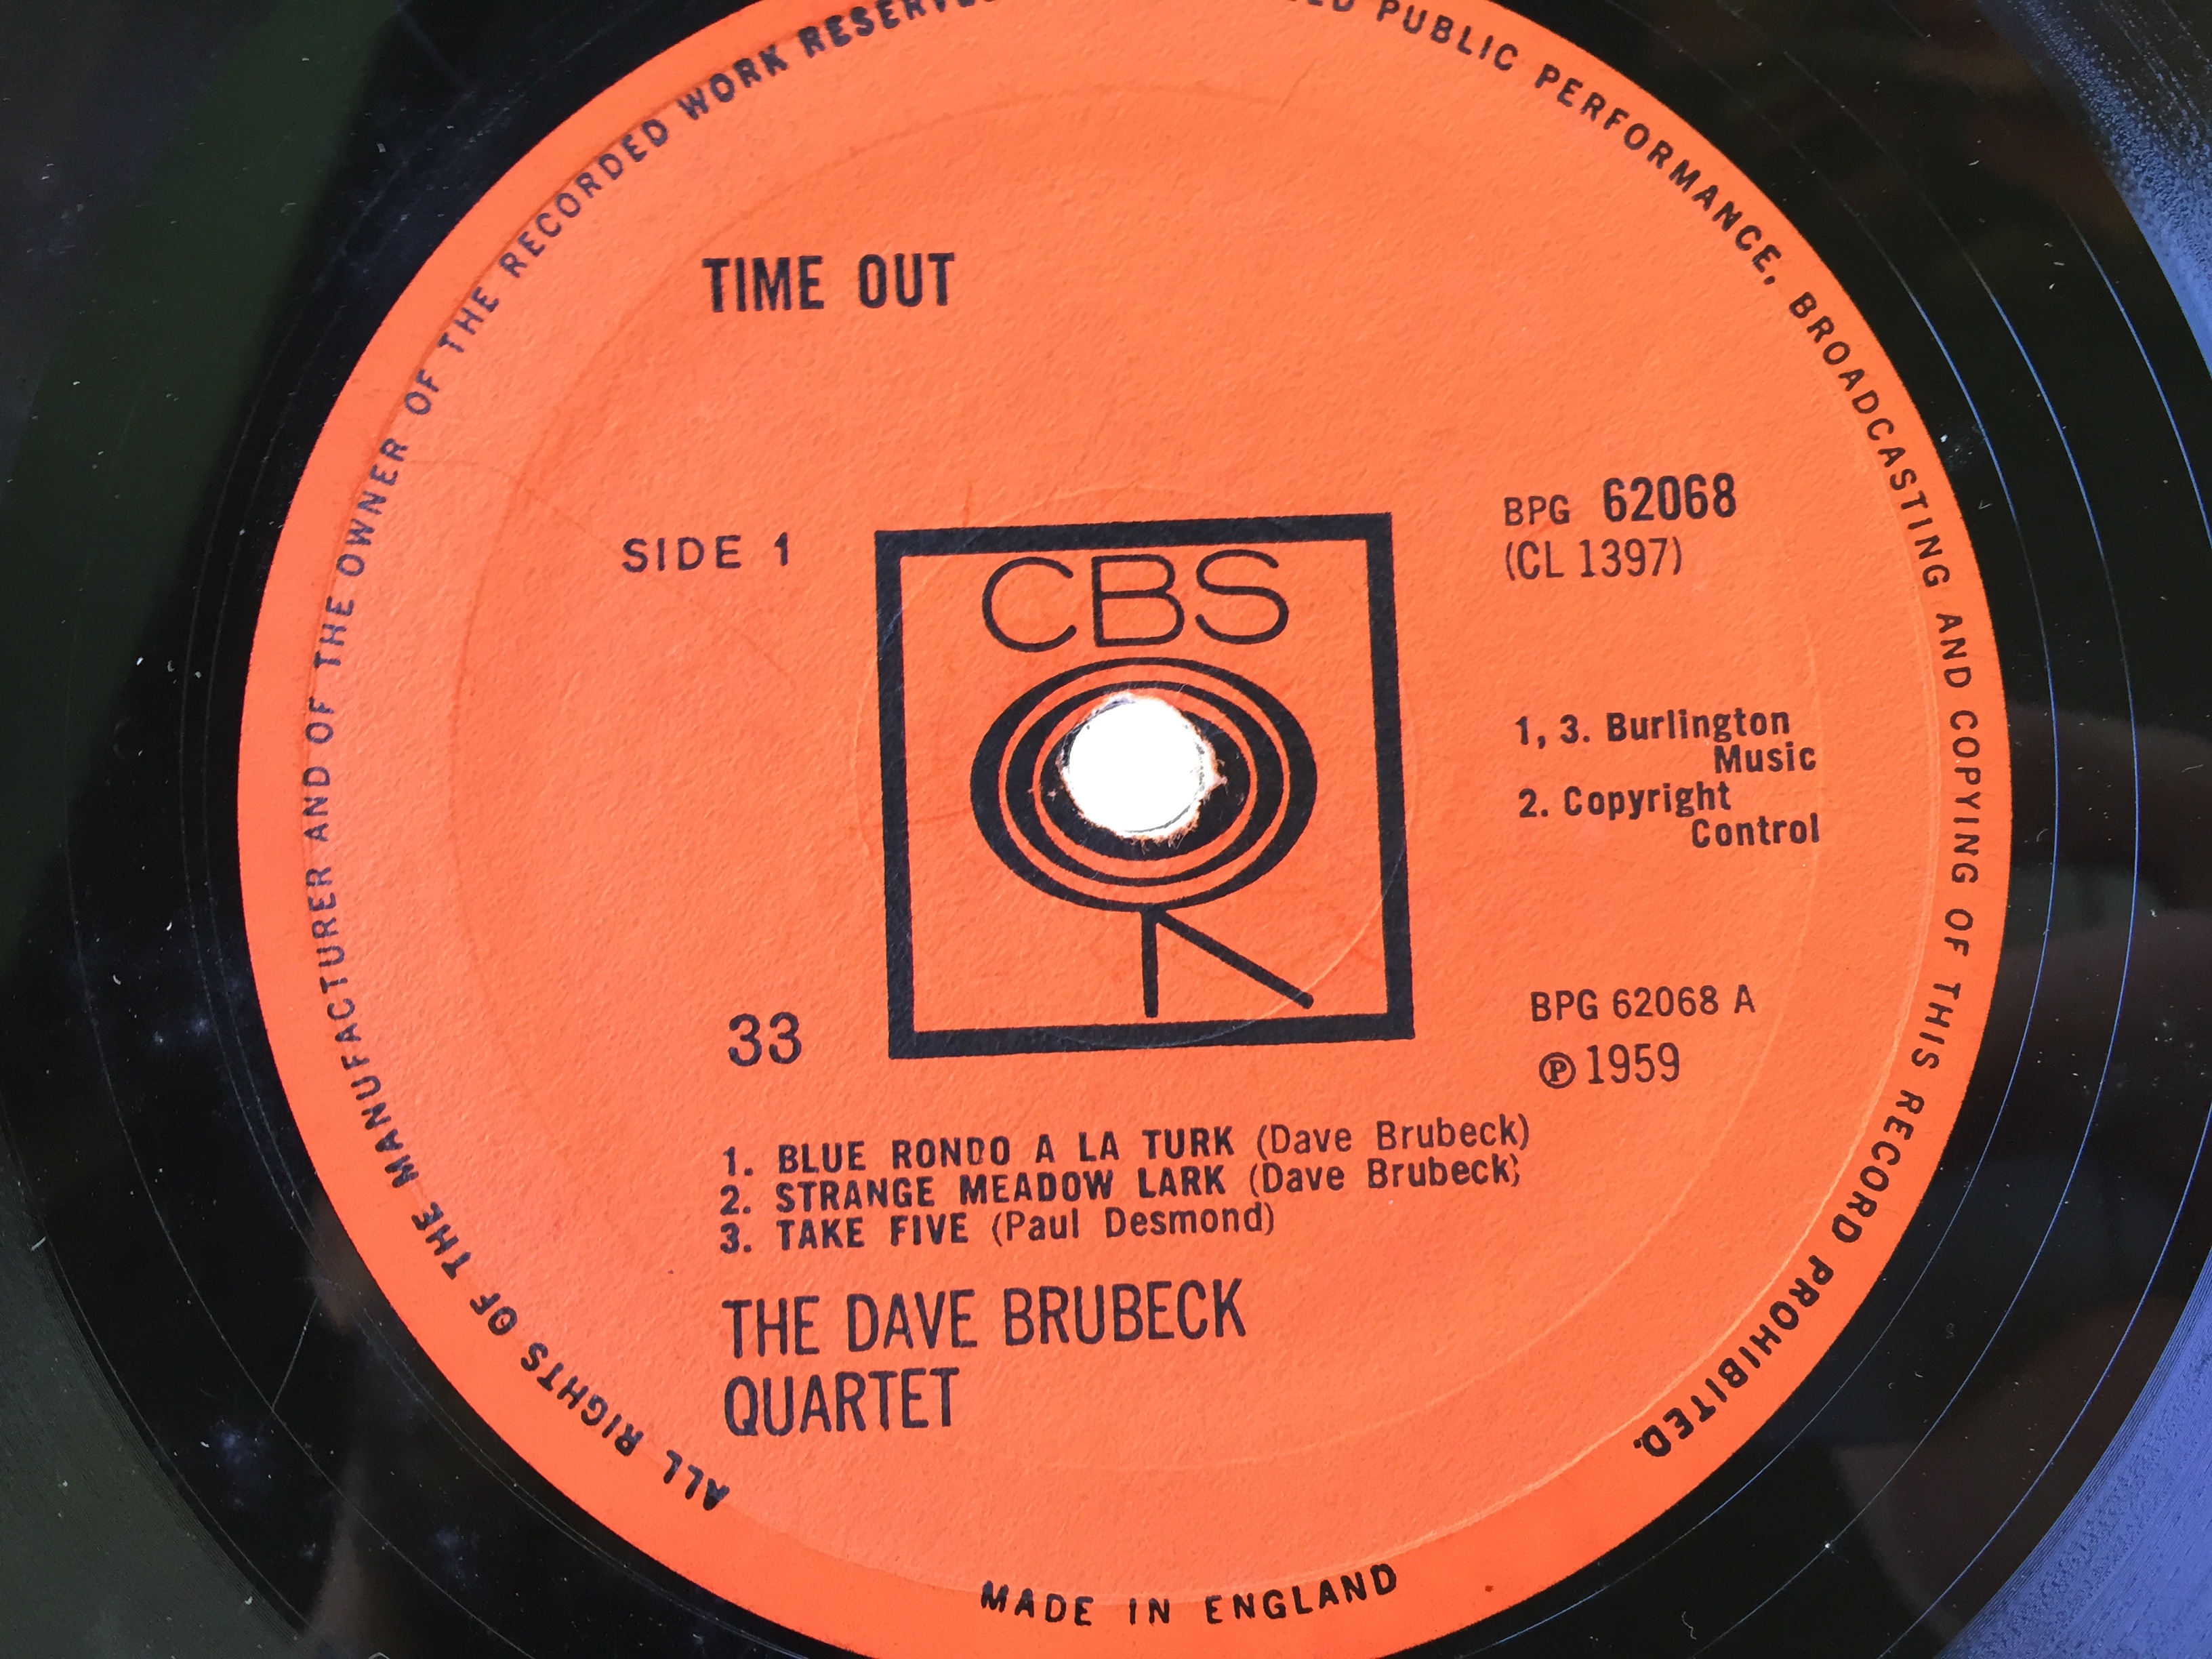 ALL RIGHTS OF THE MANUFACTURER AND OF THE OWNER OF THE RECORDED WORK PUBLIC PERFORMANCE, BROADCASTING AND COPYING OF THIS RECORD PROHIBITED.
TIME OUT
SIDE 1
CBS
BPG 62068
(CL 1397)
1, 3. Burlington
Music
2. Copyright
Control
33
BPG 62068 A
℗ 1959
1. BLUE RONDO A LA TURK (Dave Brubeck)
2. STRANGE MEADOW LARK (Dave Brubeck)
3. TAKE FIVE (Paul Desmond)
THE DAVE BRUBECK
QUARTET
MADE IN ENGLAND